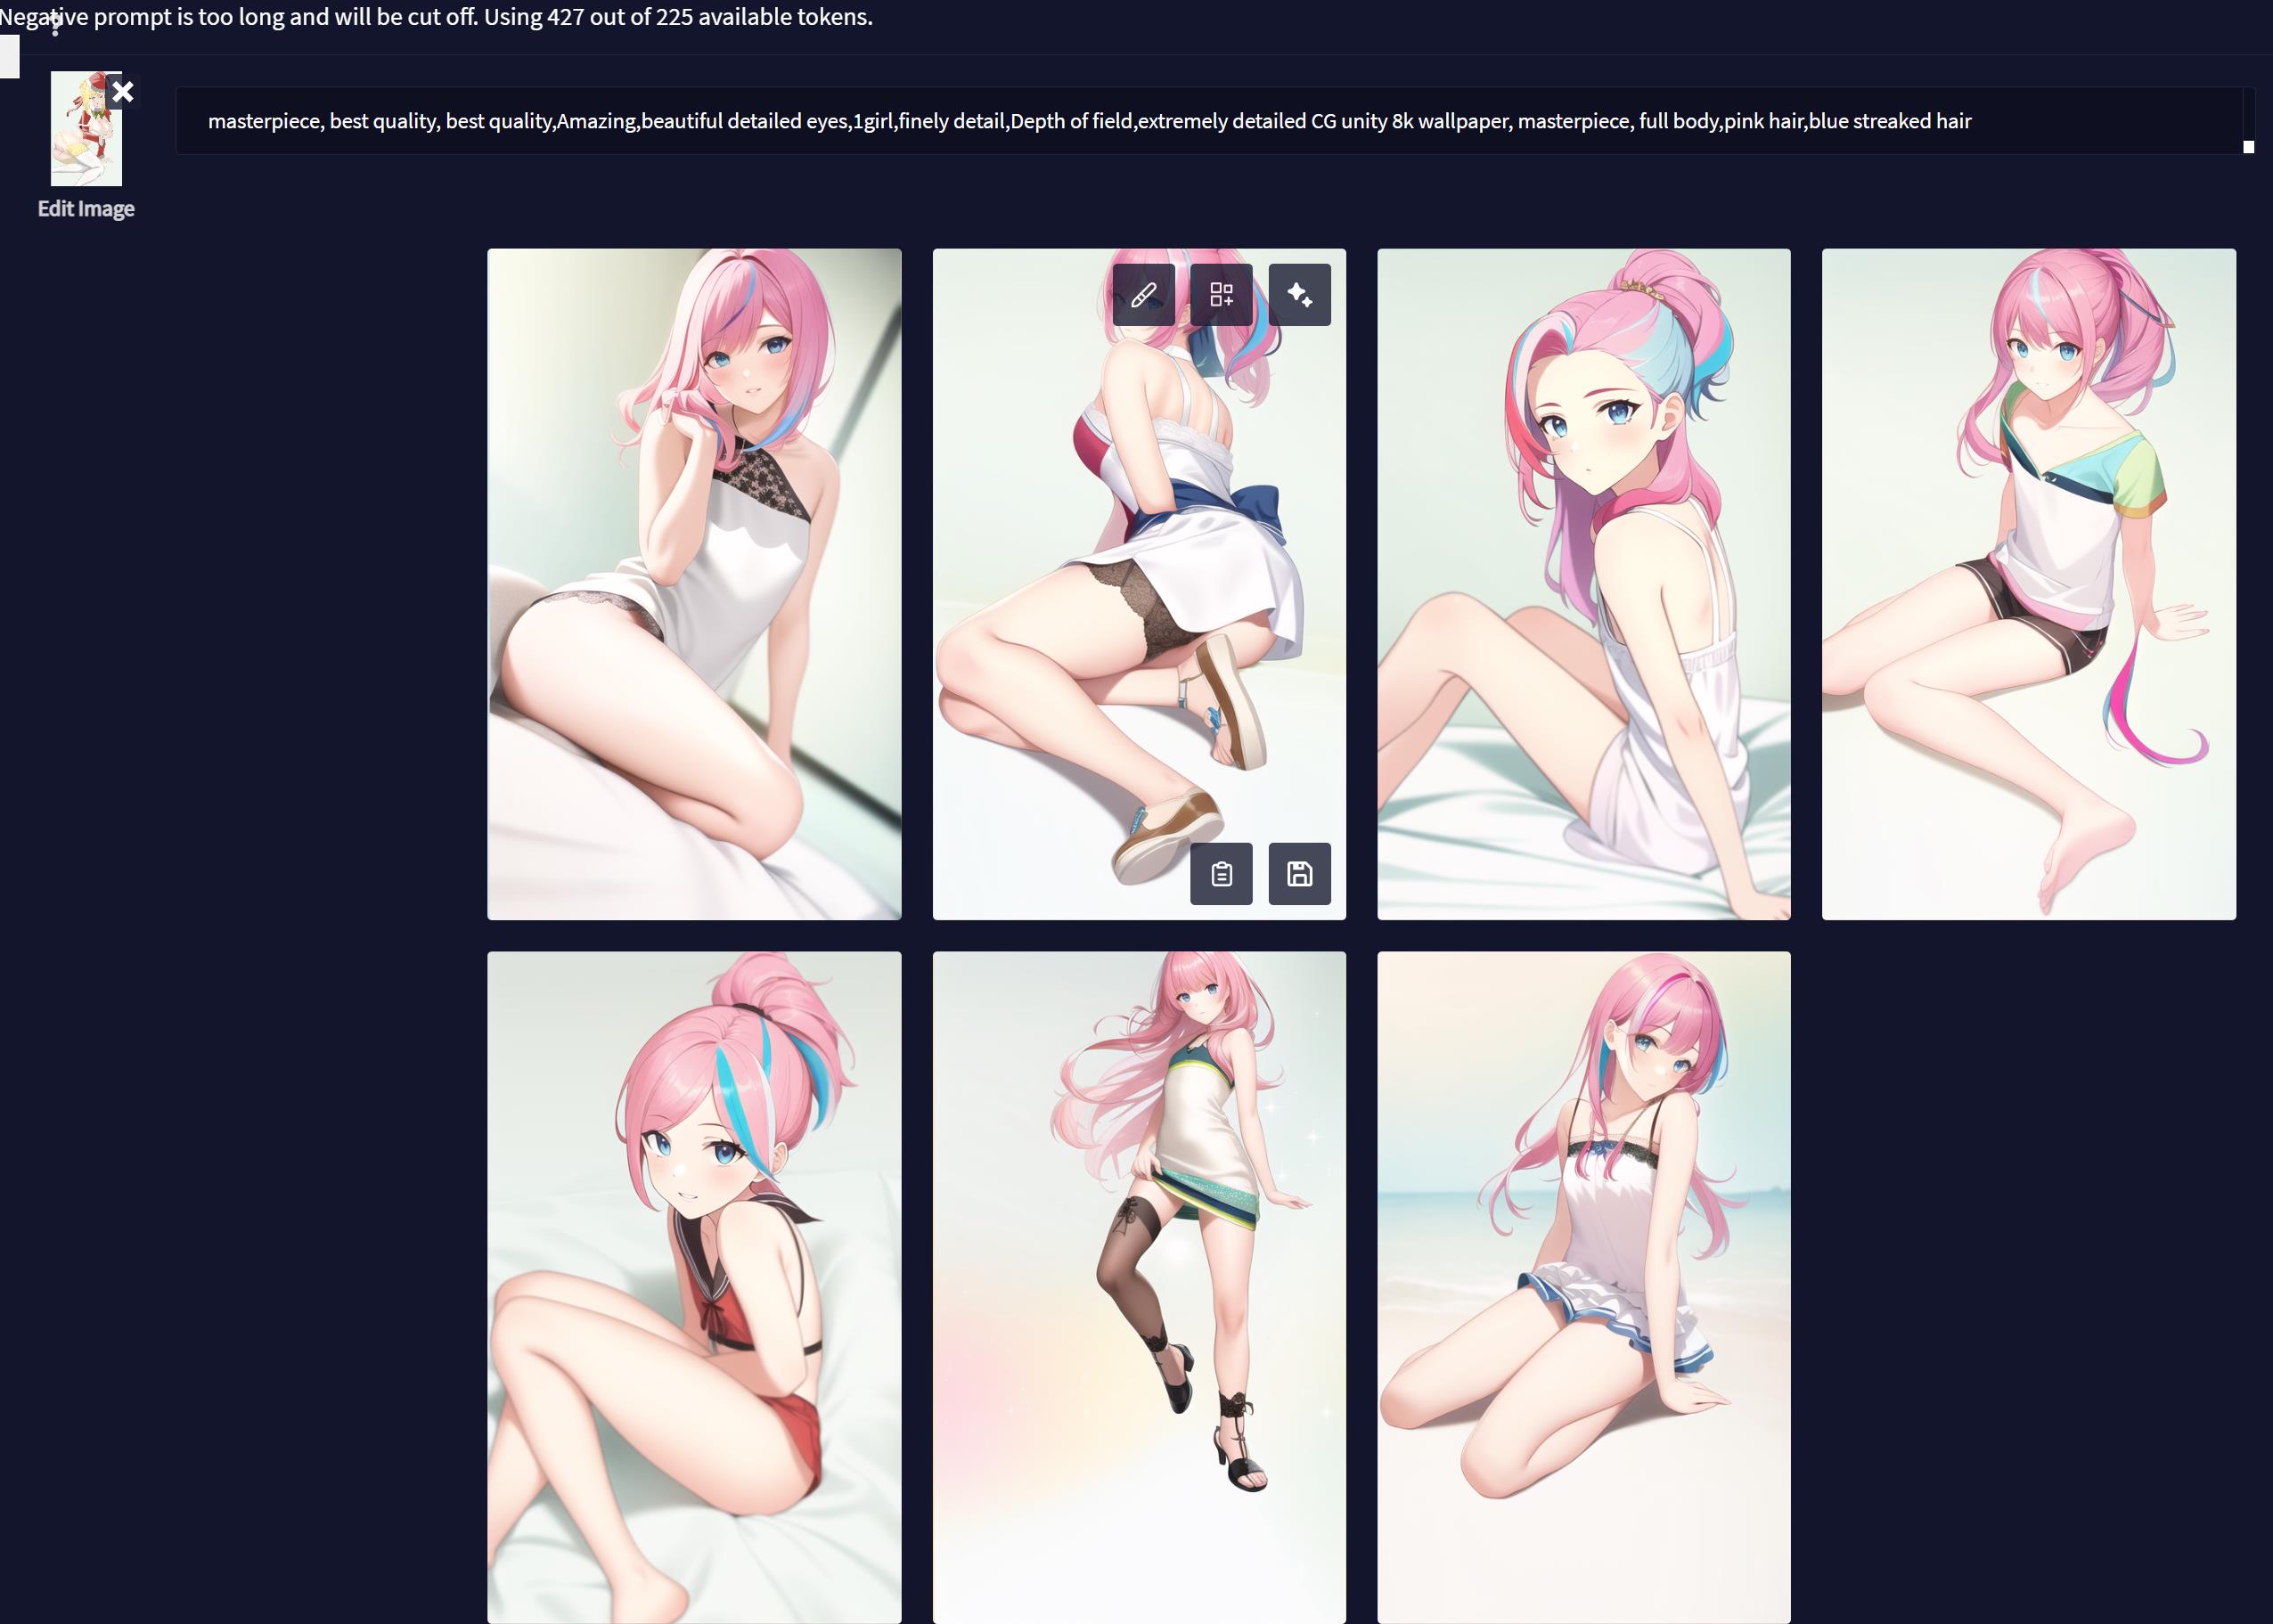 Negative prompt is too long and will be cut off. Using 427 out of 225 available tokens.
masterpiece, best quality, best quality,Amazing,beautiful detailed eyes,1girl,finely detail,Depth of field,extremely detailed CG unity 8k wallpaper, masterpiece, full body,pink hair,blue streaked hair
Edit Image